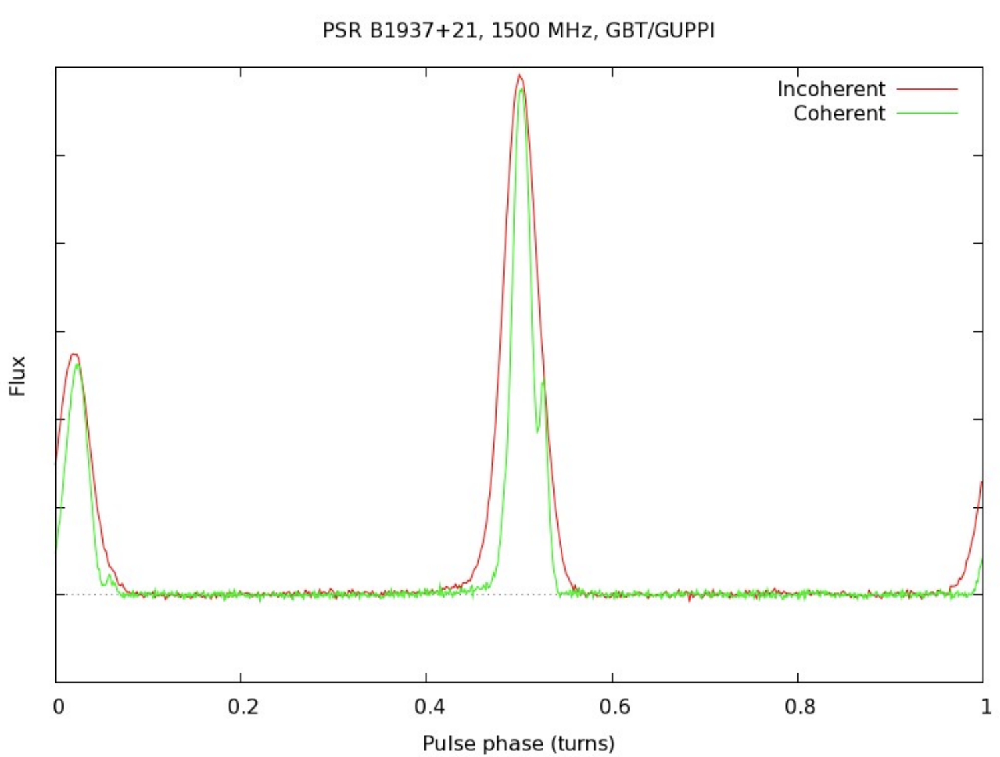 PSR B1937+21, 1500 MHz, GBT/GUPPI
Incoherent
Coherent
Flux
0 0.2 0.4 0.6 0.8 1
Pulse phase (turns)